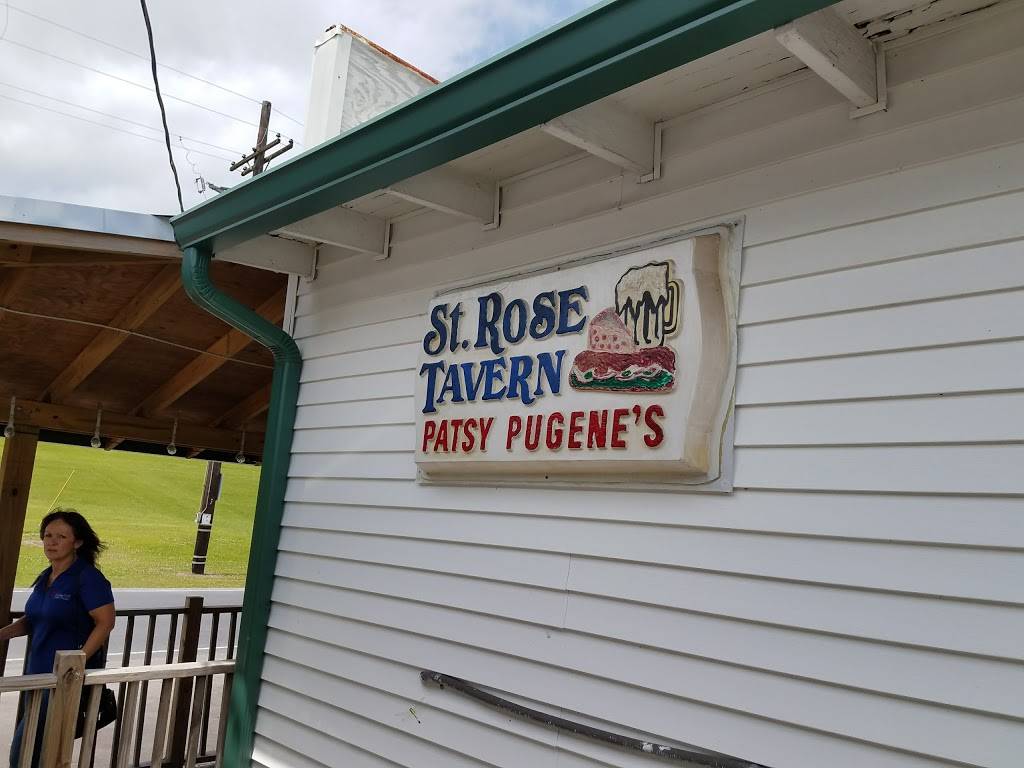 St. Rose
Tavern
Patsy Pugene's